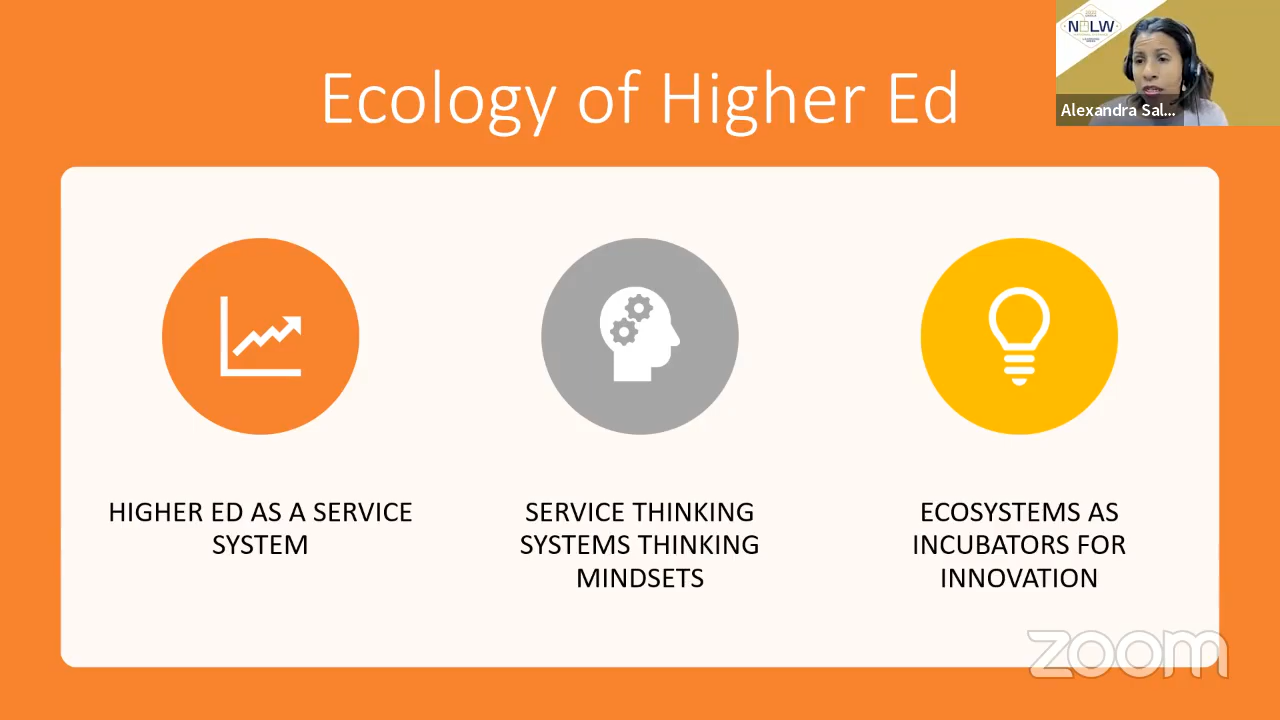 Ecology of Higher Ed
NLW
Alexandra Sal...
HIGHER ED AS A SERVICE
SYSTEM
SERVICE THINKING
SYSTEMS THINKING
MINDSETS
ECOSYSTEMS AS
INCUBATORS FOR
INNOVATION
zoom